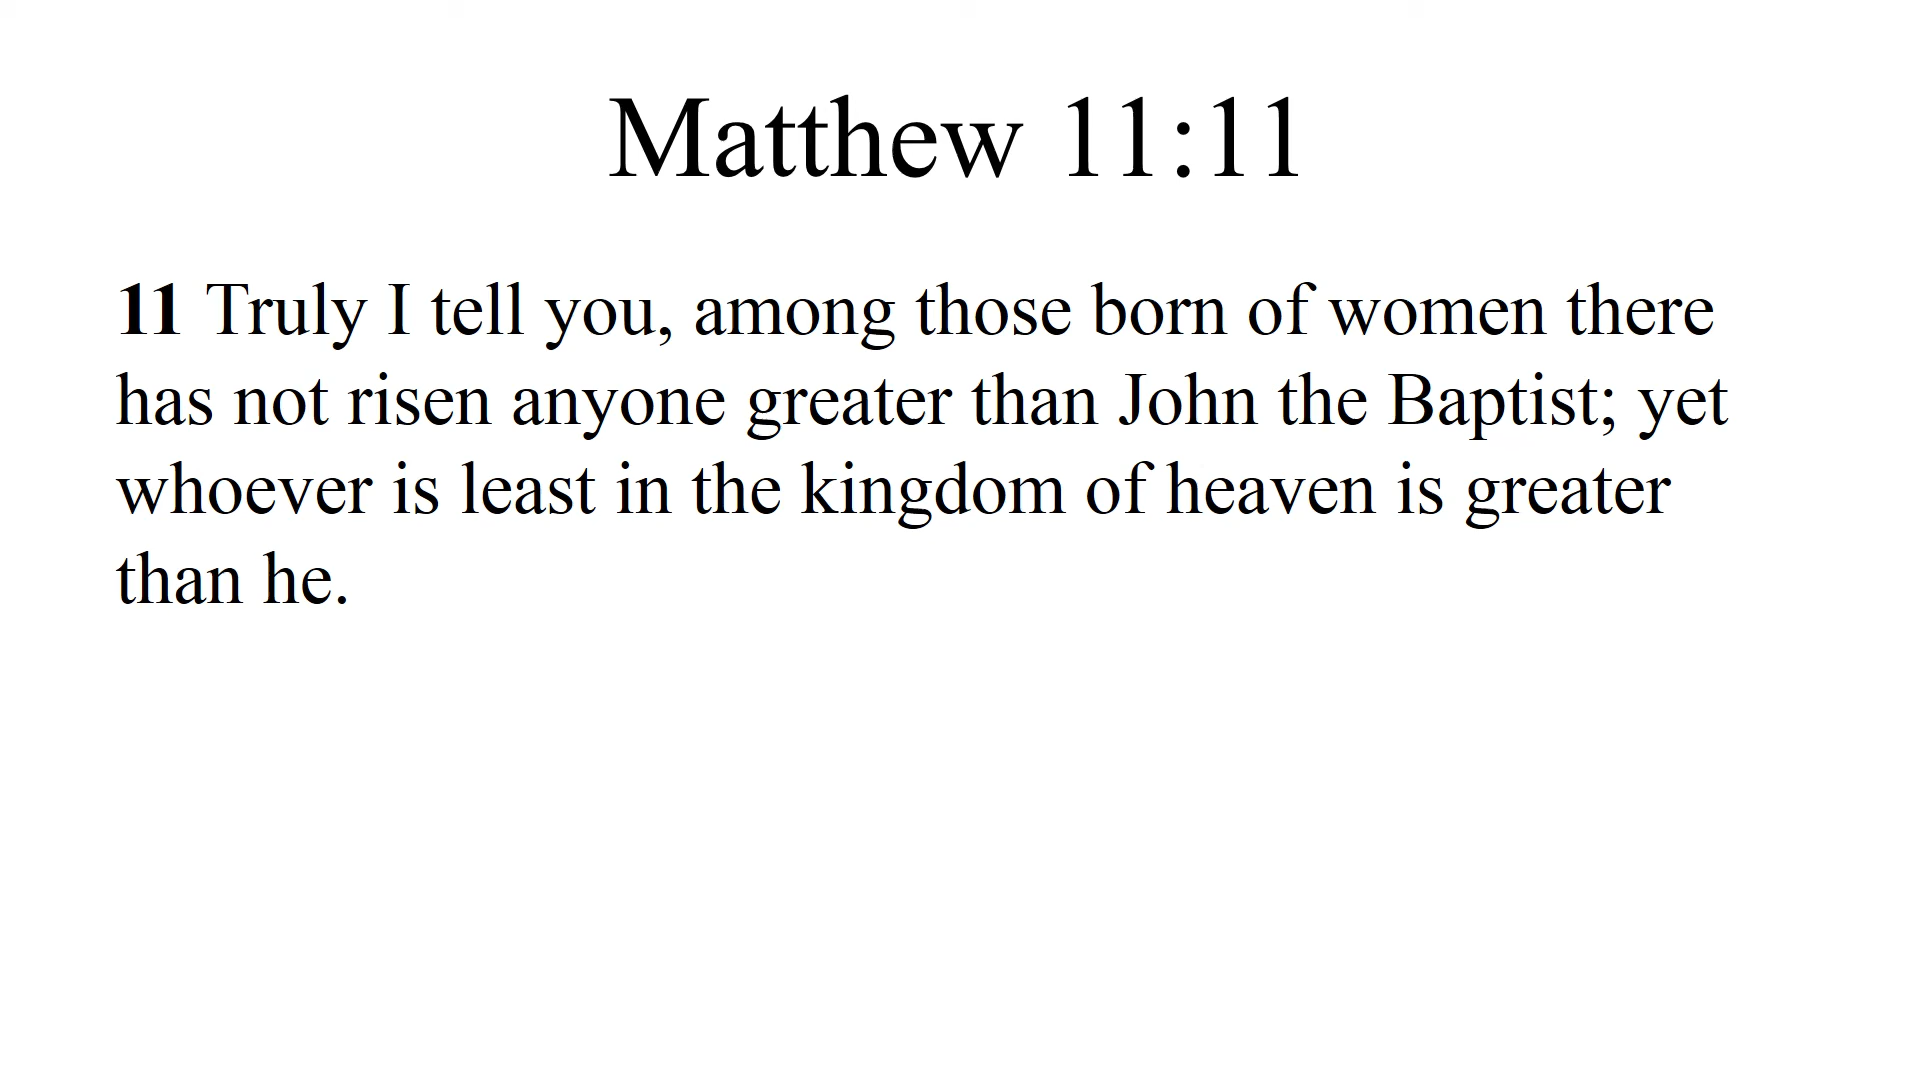 Matthew 11:11
11 Truly I tell you, among those born of women there
has not risen anyone greater than John the Baptist; yet
whoever is least in the kingdom of heaven is greater
than he.